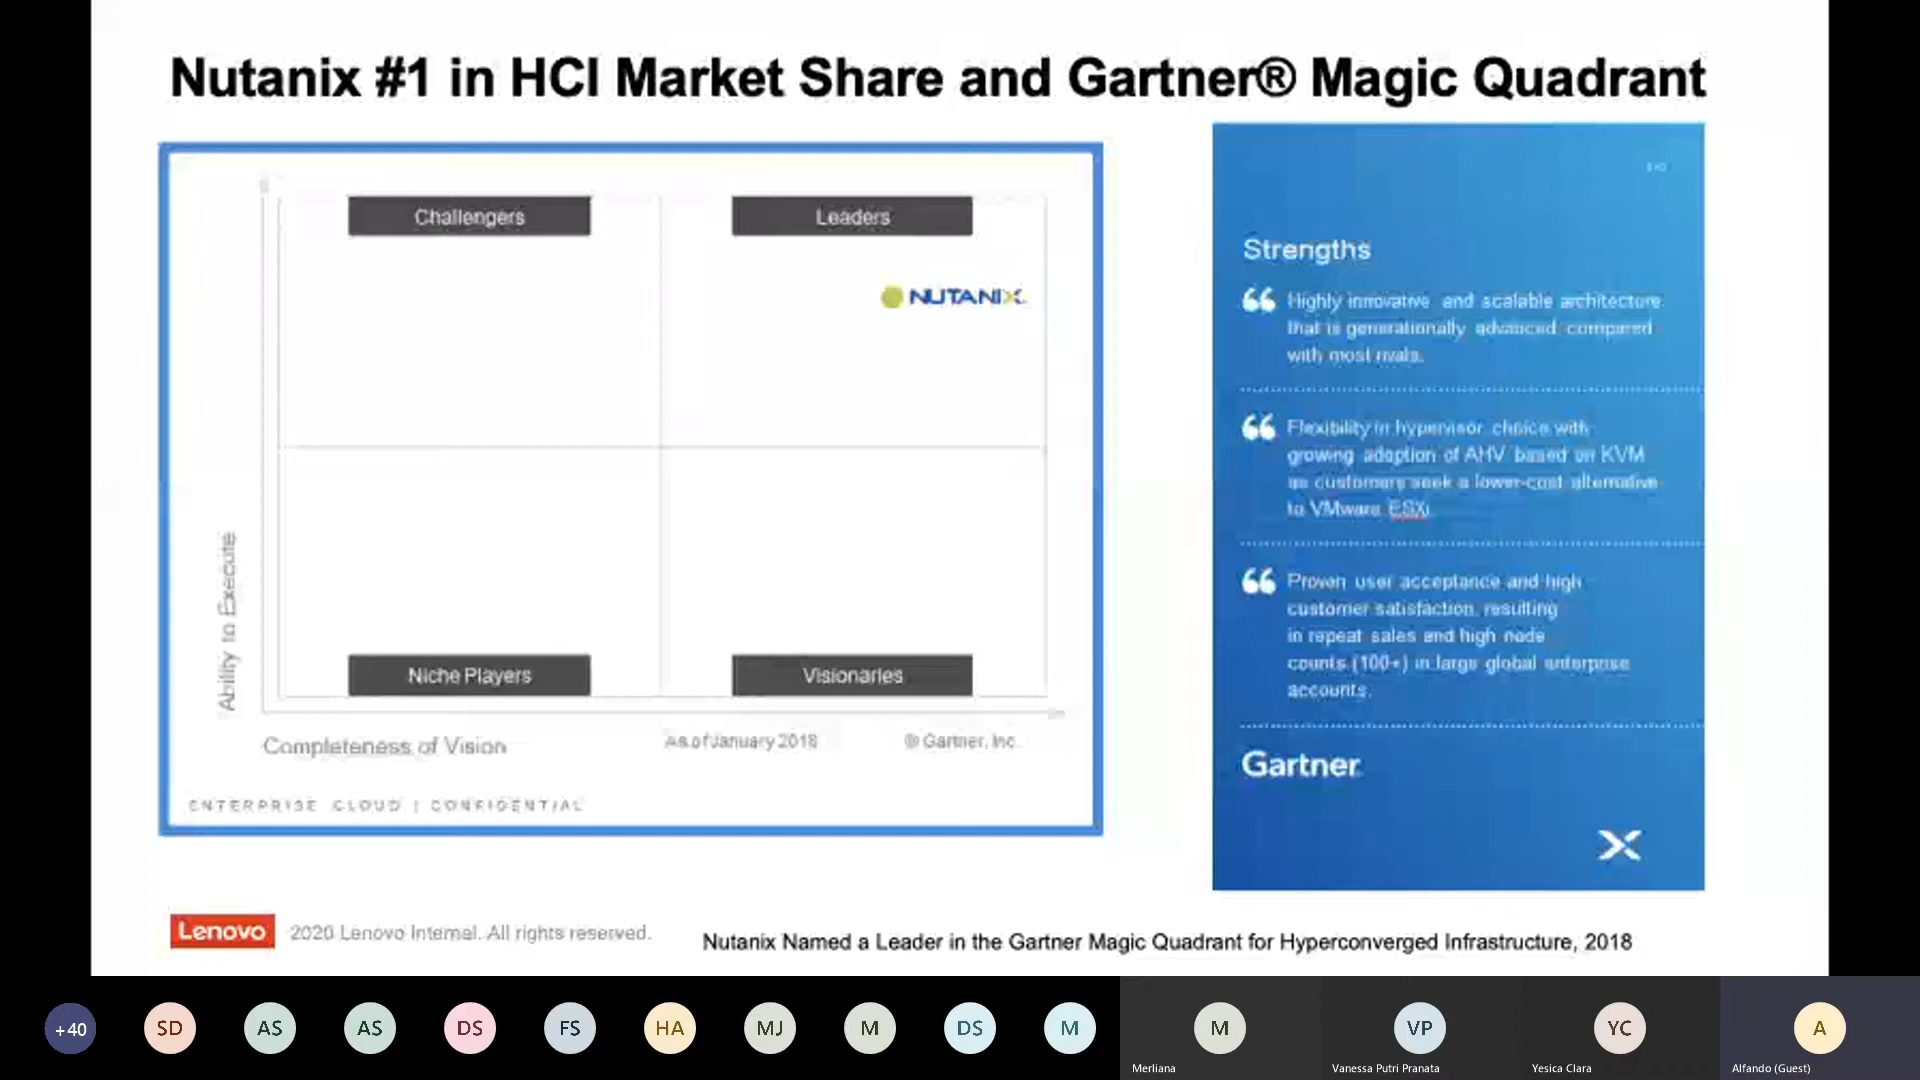 Nutanix #1 in HCI Market Share and Gartner® Magic Quadrant
Challengers
Leaders
NUTANIX
Niche Players
Visionaries
Ability to Execute
Completeness of Vision
As of January 2018
© Gartner, Inc
ENTERPRISE CLOUD | CONFIDENTIAL
Strengths
Highly innovative and scalable architecture
that is generationally advanced compared
with most rivals.
Flexibility in hypervisor choice with
growing adoption of AHV based on KVM
as customers seek a lower-cost alternative
to VMware ESXi
Proven user acceptance and high
customer satisfaction, resulting
in repeat sales and high node
counts (100+) in large global enterprise
accounts.
Gartner
Lenovo
2020 Lenovo Internal. All rights reserved.
Nutanix Named a Leader in the Gartner Magic Quadrant for Hyperconverged Infrastructure, 2018
+40
SD
AS
AS
DS
FS
HA
MJ
M
DS
M
M
VP
YC
A
Merliana
Vanessa Putri Pranata
Yesica Clara
Alfando (Guest)